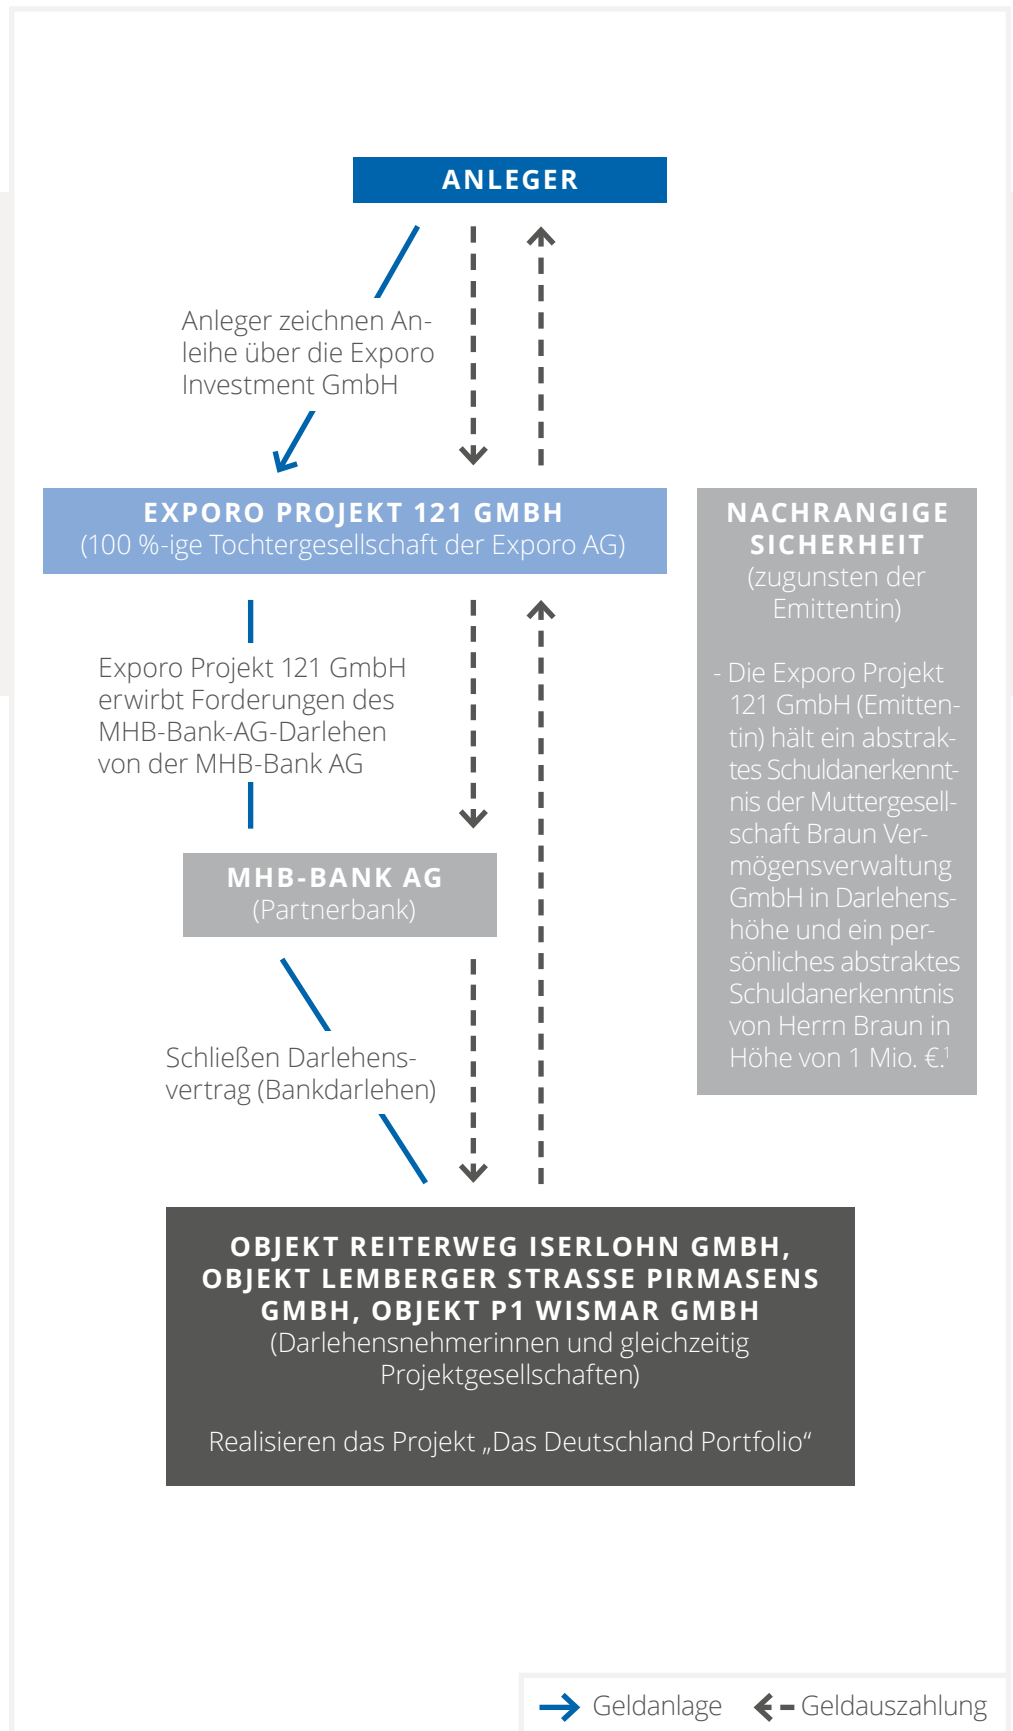 ANLEGER
Anleger zeichnen An-
leihe über die Exporo
Investment GmbH
EXPORO PROJEKT 121 GMBH
(100 %-ige Tochtergesellschaft der Exporo AG)
NACHRANGIGE
SICHERHEIT
(zugunsten der
Emittentin)
- Die Exporo Projekt
121 GmbH (Emitten-
tin) hält ein abstrak-
tes Schuldanerkennt-
nis der Muttergesell-
schaft Braun Ver-
mögensverwaltung
GmbH in Darlehens-
höhe und ein per-
sönliches abstraktes
Schuldanerkenntnis
von Herrn Braun in
Höhe von 1 Mio. €.¹
Exporo Projekt 121 GmbH
erwirbt Forderungen des
MHB-Bank-AG-Darlehen
von der MHB-Bank AG
MHB-BANK AG
(Partnerbank)
Schließen Darlehens-
vertrag (Bankdarlehen)
OBJEKT REITERWEG ISERLOHN GMBH,
OBJEKT LEMBERGER STRASSE PIRMASENS
GMBH, OBJEKT P1 WISMAR GMBH
(Darlehensnehmerinnen und gleichzeitig
Projektgesellschaften)
Realisieren das Projekt „Das Deutschland Portfolio“
Geldanlage
Geldauszahlung